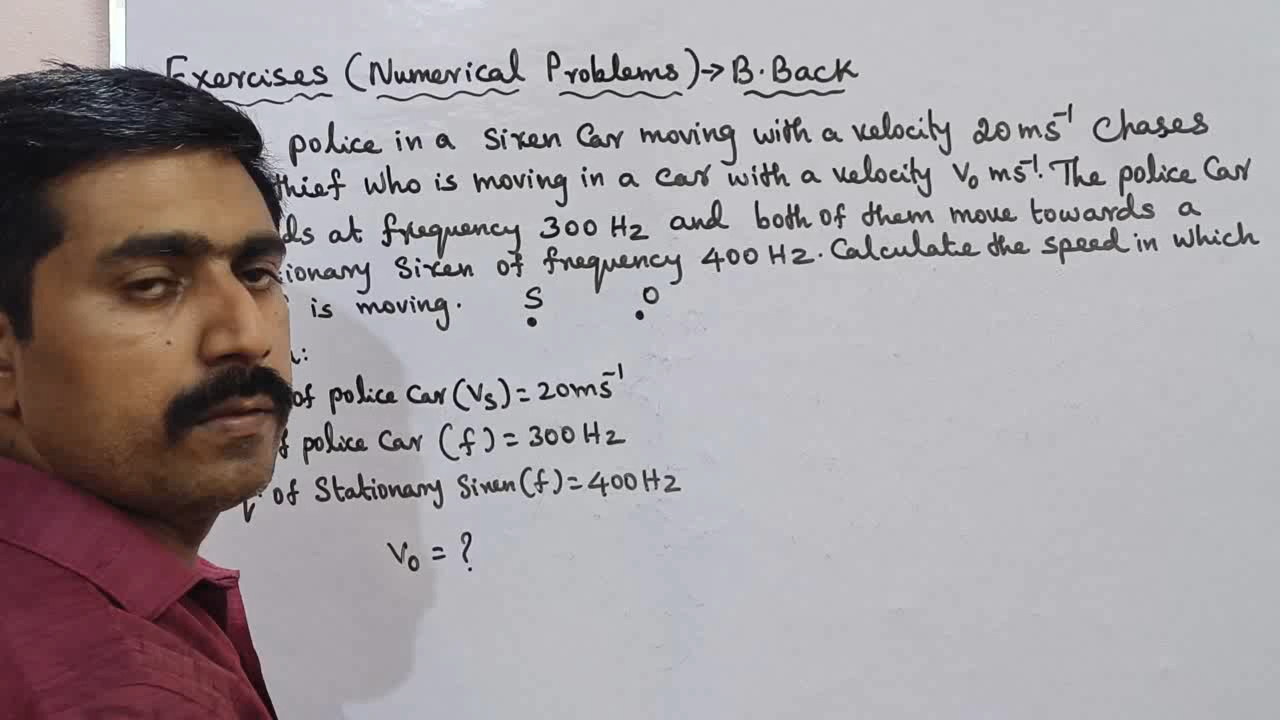 Exercises (Numerical Problems) → B.Back
police in a Siren Car moving with a velocity 20 ms⁻¹ Chases
thief who is moving in a car with a velocity V₀ ms⁻¹. The police Car
ds at frequency 300 Hz and both of them move towards a
ionary Siren of frequency 400 Hz. Calculate the speed in which
is moving.
S O
n:
of police Car (Vs) = 20 ms⁻¹
f police Car (f) = 300 Hz
of Stationary Siren (f) = 400 Hz
V₀ = ?